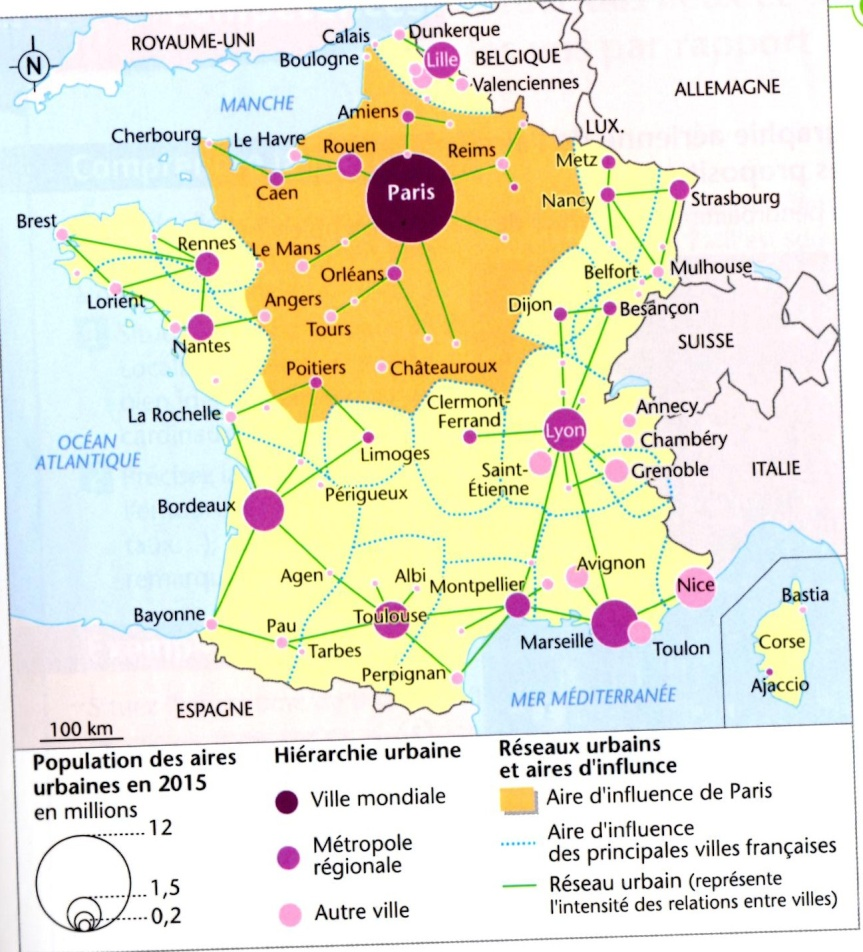 ROYAUME-UNI
Calais
Dunkerque
Boulogne
Lille
BELGIQUE
Valenciennes
ALLEMAGNE
N
MANCHE
Amiens
LUX.
Cherbourg
Le Havre
Rouen
Reims
Metz
Caen
Paris
Nancy
Strasbourg
Brest
Rennes
Le Mans
Orléans
Belfort
Mulhouse
Lorient
Angers
Dijon
Besançon
Tours
Nantes
SUISSE
Poitiers
Châteauroux
La Rochelle
Clermont-
Ferrand
Annecy
Lyon
Chambéry
OCÉAN
ATLANTIQUE
Limoges
Saint-
Étienne
Grenoble
ITALIE
Périgueux
Bordeaux
Agen
Albi
Montpellier
Avignon
Nice
Bastia
Bayonne
Toulouse
Pau
Tarbes
Marseille
Toulon
Corse
Perpignan
Ajaccio
ESPAGNE
MER MÉDITERRANÉE
100 km
Population des aires
urbaines en 2015
en millions
12
1,5
0,2
Hiérarchie urbaine
Ville mondiale
Métropole
régionale
Autre ville
Réseaux urbains
et aires d'influnce
Aire d'influence de Paris
Aire d'influence
des principales villes françaises
Réseau urbain (représente
l'intensité des relations entre villes)